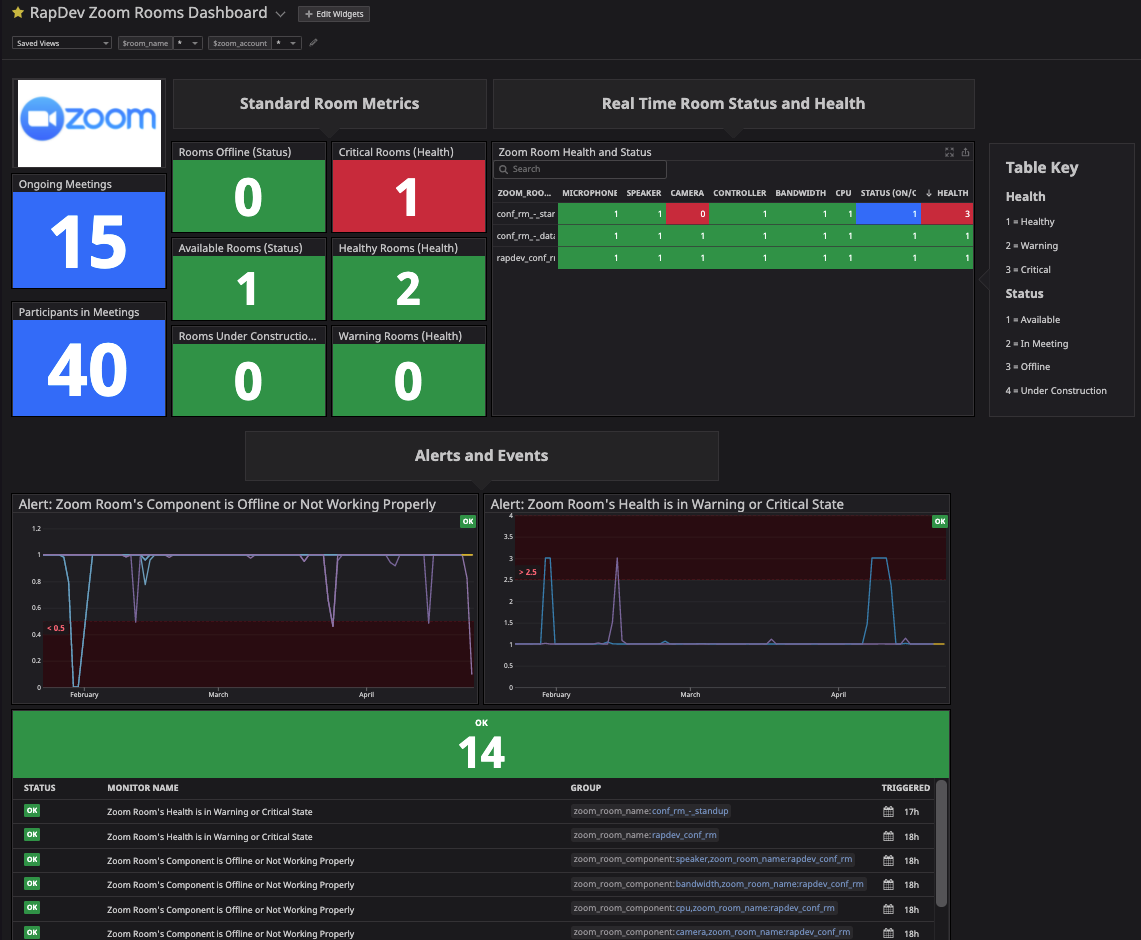 RapDev Zoom Rooms Dashboard
+ Edit Widgets
Saved Views
$room_name *
$zoom_account *
zoom
Standard Room Metrics
Real Time Room Status and Health
Ongoing Meetings
15
Participants in Meetings
40
Rooms Offline (Status)
0
Critical Rooms (Health)
1
Available Rooms (Status)
1
Healthy Rooms (Health)
2
Rooms Under Constructio...
0
Warning Rooms (Health)
0
Zoom Room Health and Status
Search
ZOOM_ROO... MICROPHONE SPEAKER CAMERA CONTROLLER BANDWIDTH CPU STATUS (ON/C ↓ HEALTH
conf_rm_-_star 1 1 0 1 1 1 1 3
conf_rm_-_data 1 1 1 1 1 1 1 1
rapdev_conf_r 1 1 1 1 1 1 1 1
Table Key
Health
1 = Healthy
2 = Warning
3 = Critical
Status
1 = Available
2 = In Meeting
3 = Offline
4 = Under Construction
Alerts and Events
Alert: Zoom Room's Component is Offline or Not Working Properly
OK
1.2
1
0.8
0.6
< 0.5
0.4
0.2
0
February March April
Alert: Zoom Room's Health is in Warning or Critical State
OK
4
3.5
3
> 2.5
2.5
2
1.5
1
0.5
0
February March April
OK
14
STATUS MONITOR NAME GROUP TRIGGERED
OK Zoom Room's Health is in Warning or Critical State zoom_room_name:conf_rm_-_standup 17h
OK Zoom Room's Health is in Warning or Critical State zoom_room_name:rapdev_conf_rm 18h
OK Zoom Room's Component is Offline or Not Working Properly zoom_room_component:speaker,zoom_room_name:rapdev_conf_rm 18h
OK Zoom Room's Component is Offline or Not Working Properly zoom_room_component:bandwidth,zoom_room_name:rapdev_conf_rm 18h
OK Zoom Room's Component is Offline or Not Working Properly zoom_room_component:cpu,zoom_room_name:rapdev_conf_rm 18h
OK Zoom Room's Component is Offline or Not Working Properly zoom_room_component:camera,zoom_room_name:rapdev_conf_rm 18h